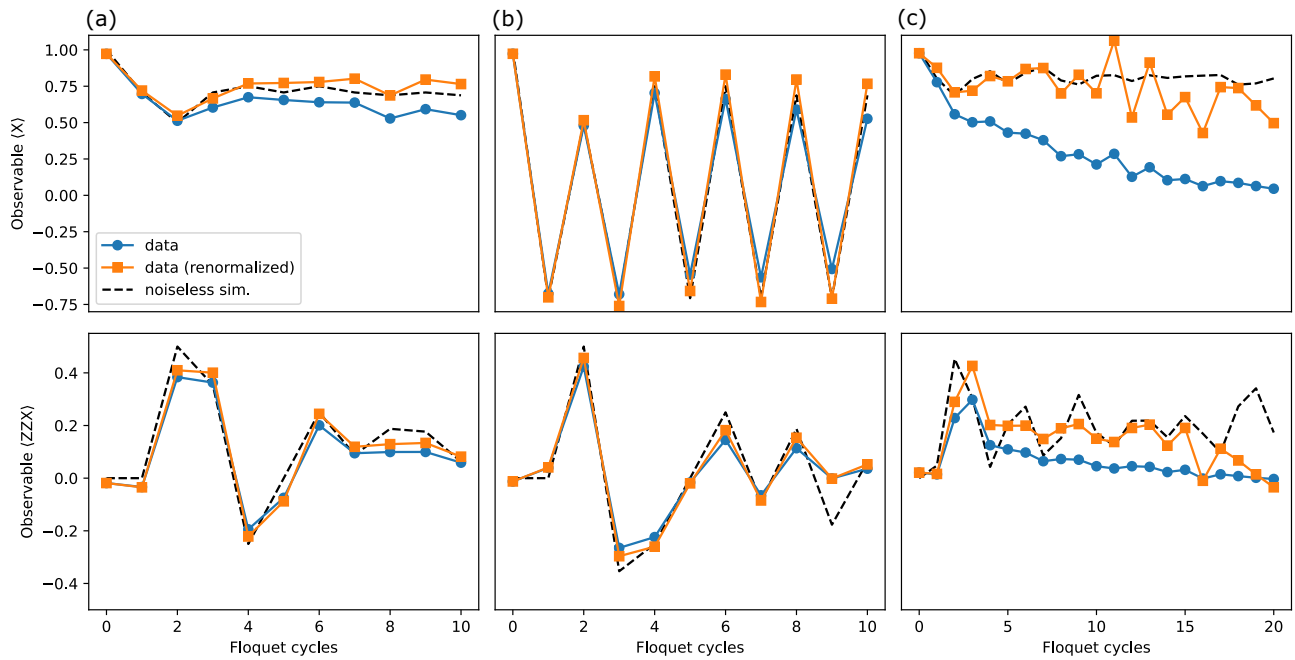 (a)
(b)
(c)
Observable ⟨X⟩
1.00
0.75
0.50
0.25
0.00
−0.25
−0.50
−0.75
data
data (renormalized)
noiseless sim.
Observable ⟨ZZX⟩
0.4
0.2
0.0
−0.2
−0.4
0 2 4 6 8 10
0 2 4 6 8 10
0 5 10 15 20
Floquet cycles
Floquet cycles
Floquet cycles